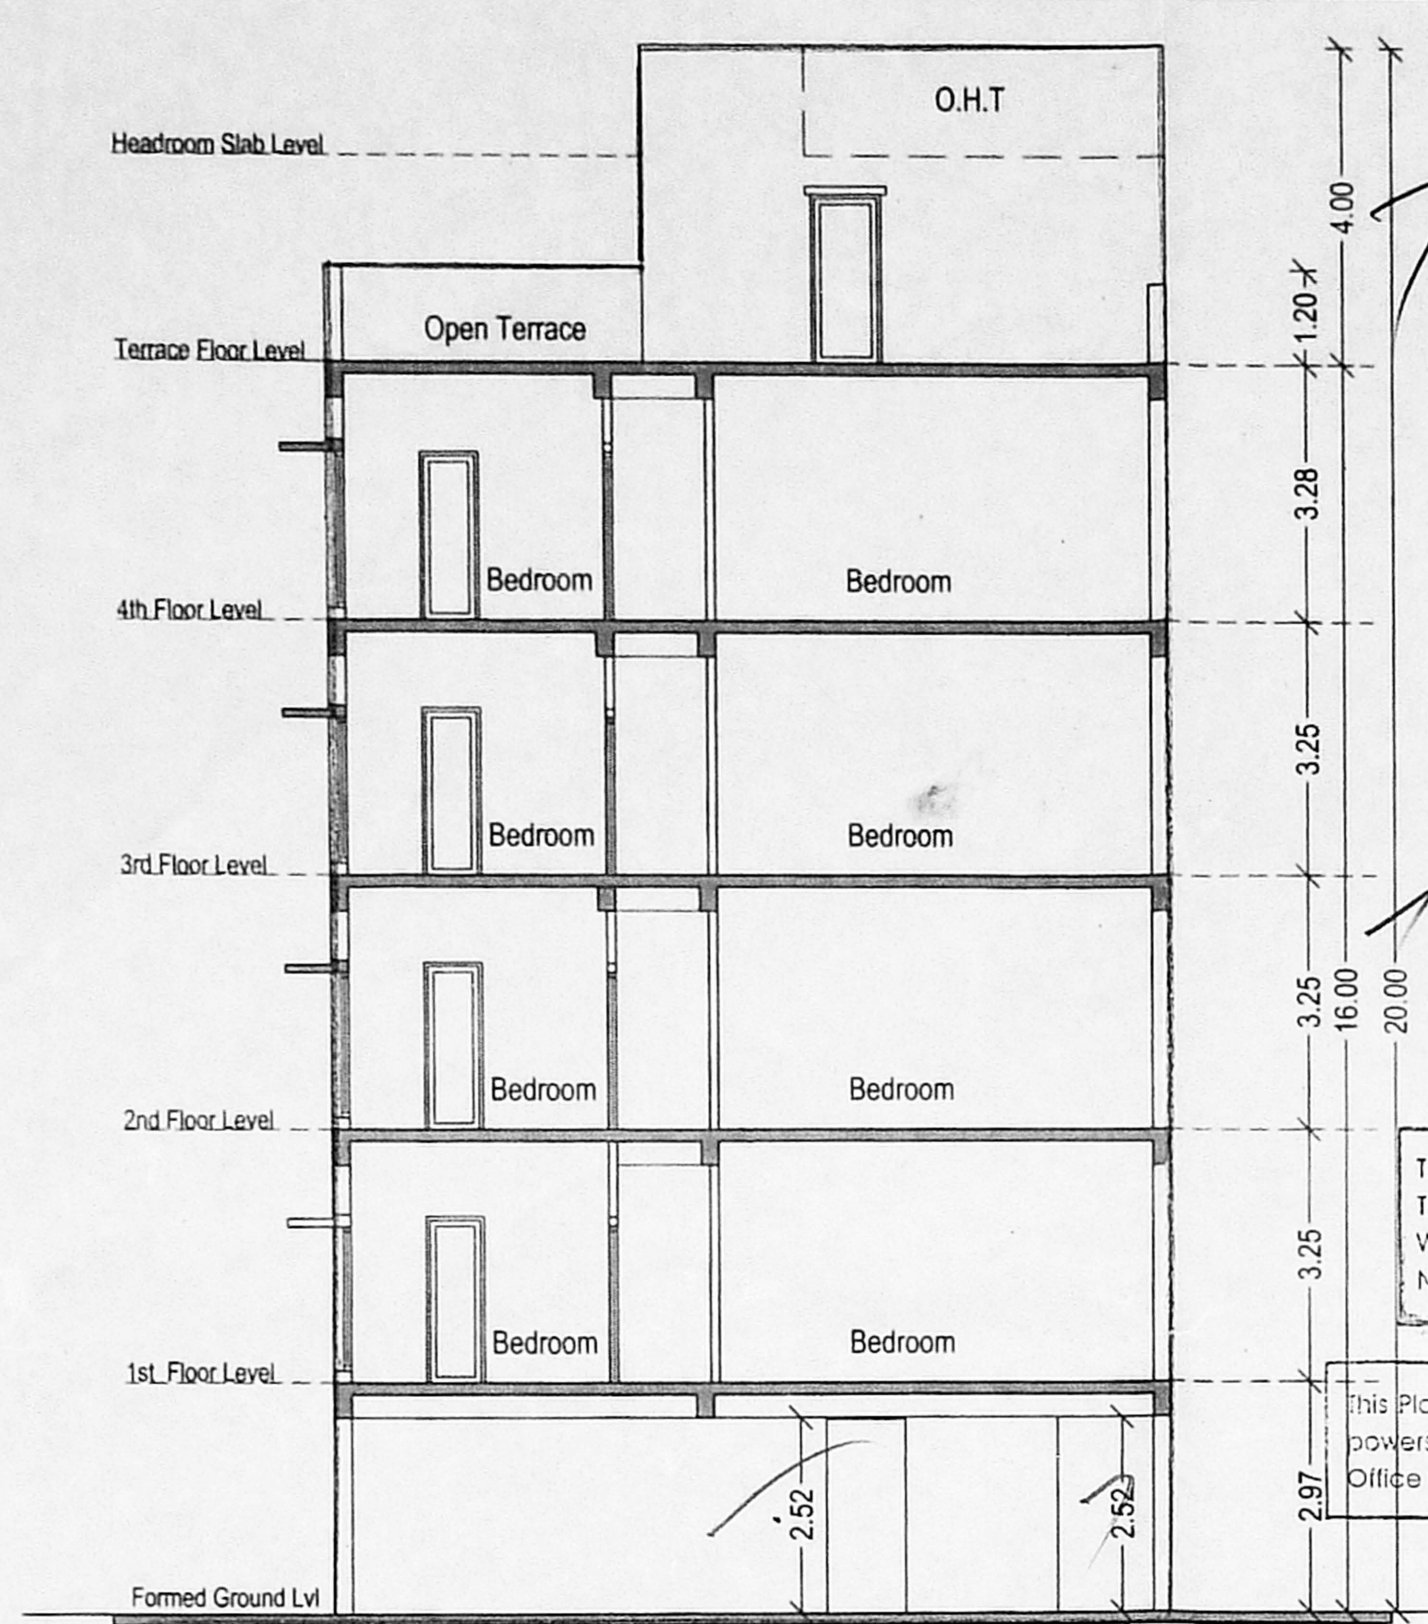 O.H.T
Headroom Slab Level
4.00
1.20
Open Terrace
Terrace Floor Level
3.28
Bedroom
Bedroom
4th Floor Level
3.25
Bedroom
Bedroom
3rd Floor Level
3.25
16.00
20.00
Bedroom
Bedroom
2nd Floor Level
3.25
Bedroom
Bedroom
1st Floor Level
This
powers
Office
2.52
2.52
2.97
Formed Ground Lvl